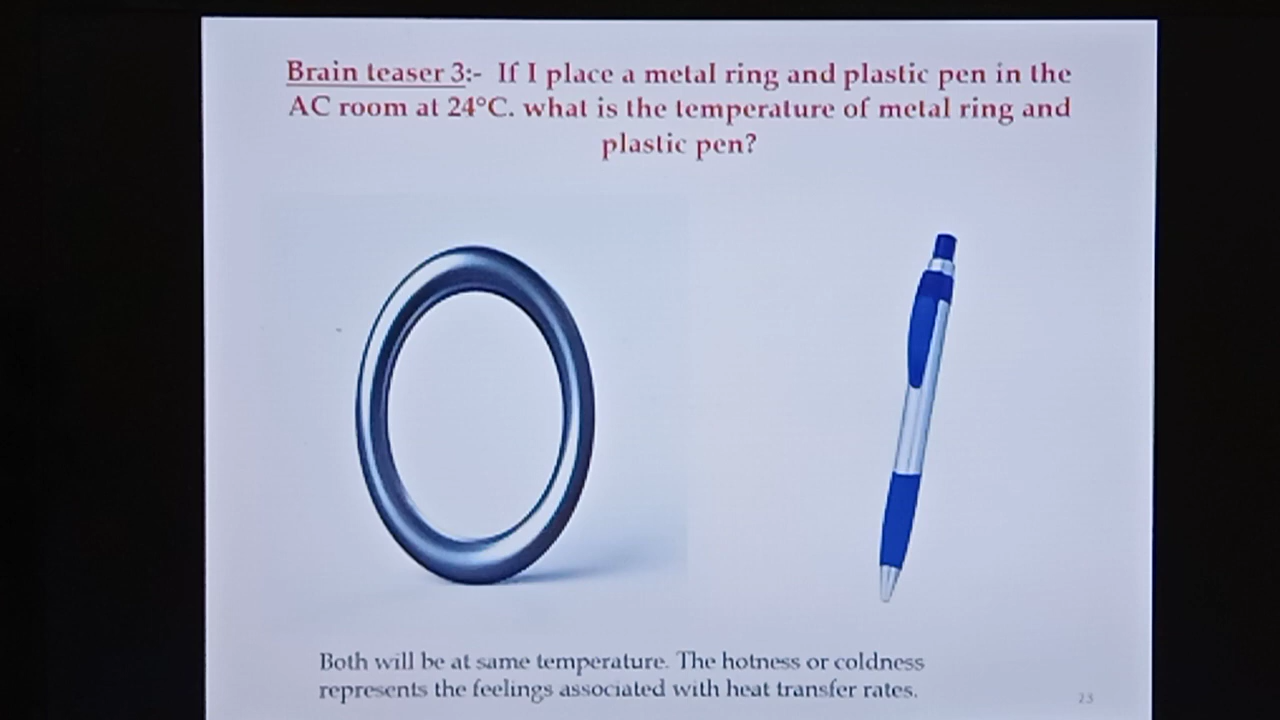 Brain teaser 3:- If I place a metal ring and plastic pen in the
AC room at 24°C. what is the temperature of metal ring and
plastic pen?
Both will be at same temperature. The hotness or coldness
represents the feelings associated with heat transfer rates.
23